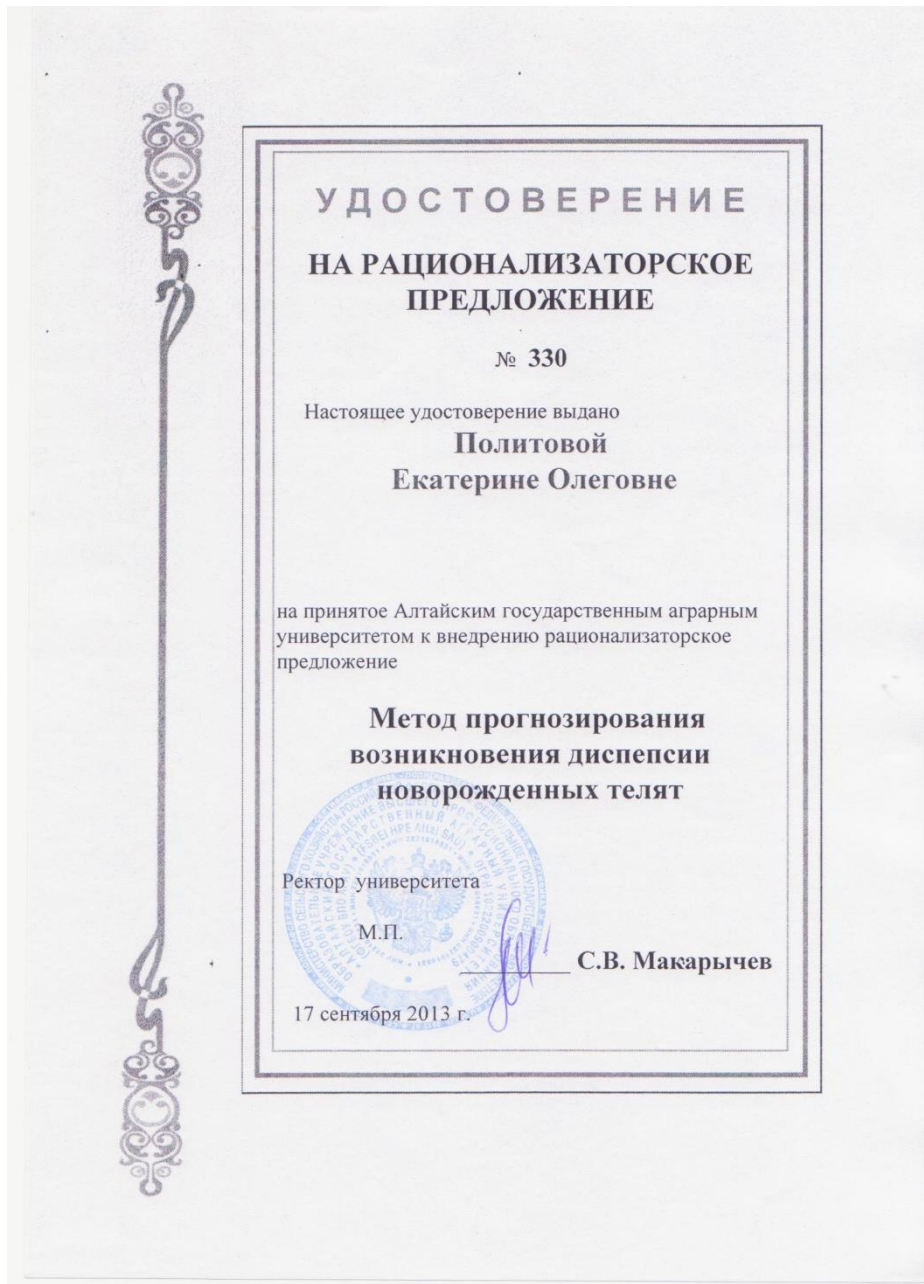 УДОСТОВЕРЕНИЕ
НА РАЦИОНАЛИЗАТОРСКОЕ
ПРЕДЛОЖЕНИЕ
№ 330
Настоящее удостоверение выдано
Политовой
Екатерине Олеговне
на принятое Алтайским государственным аграрным
университетом к внедрению рационализаторское
предложение
Метод прогнозирования
возникновения диспепсии
новорожденных телят
Ректор университета
М.П.
С.В. Макарычев
17 сентября 2013 г.